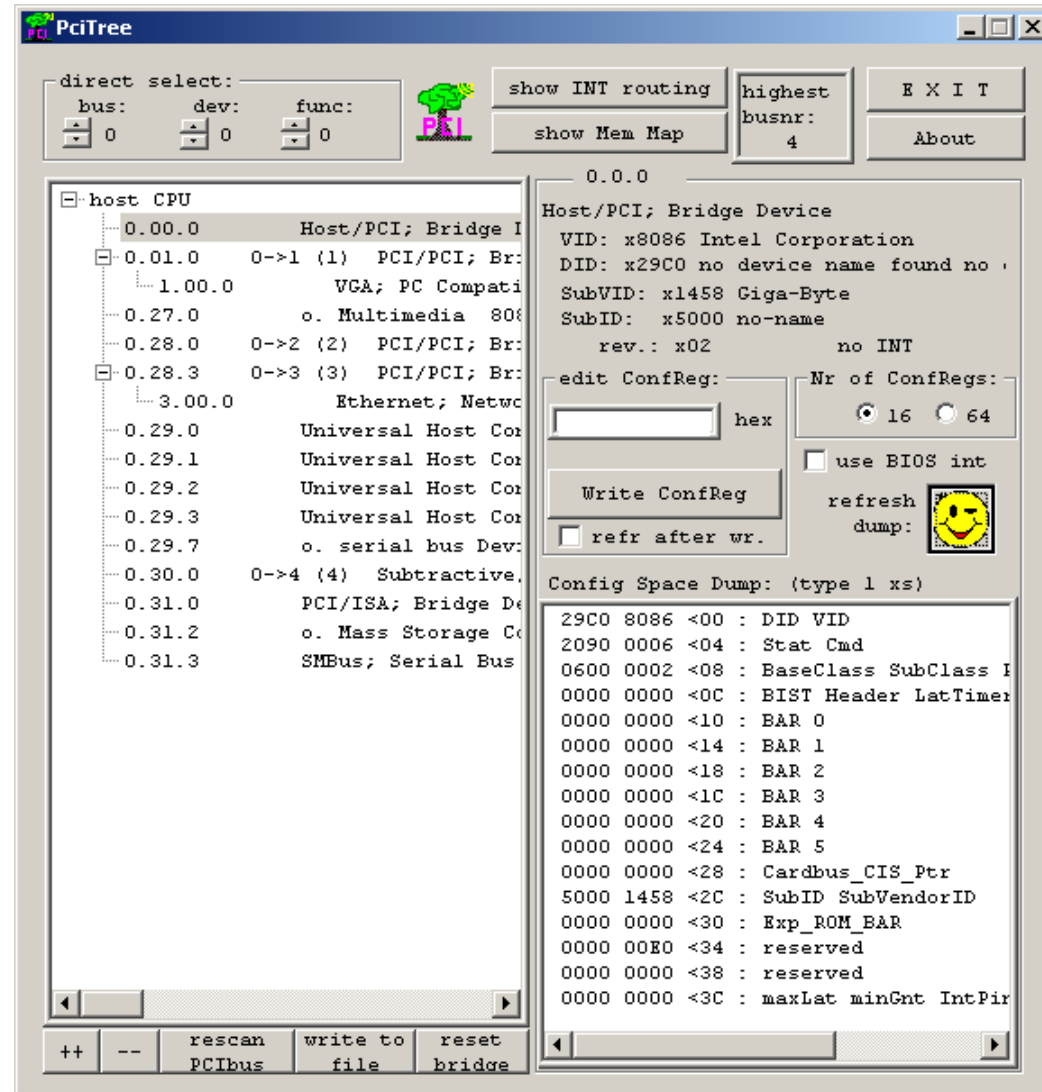 PciTree
direct select:
bus: dev: func:
0 0 0
PCI
show INT routing
show Mem Map
highest
busnr:
4
E X I T
About
host CPU
0.00.0 Host/PCI; Bridge
0.01.0 0->1 (1) PCI/PCI;
1.00.0 VGA; PC
0.27.0 o. Multimedia
0.28.0 0->2 (2) PCI/PCI;
0.28.3 0->3 (3) PCI/PCI;
3.00.0 Ethernet;
0.29.0 Universal Host
0.29.1 Universal Host
0.29.2 Universal Host
0.29.3 Universal Host
0.29.7 o. serial bus
0.30.0 0->4 (4) Subtractive,
0.31.0 PCI/ISA; Bridge
0.31.2 o. Mass Storage
0.31.3 SMBus; Serial Bus
++
--
rescan
PCIbus
write to
file
reset
bridge
0.0.0
Host/PCI; Bridge Device
VID: x8086 Intel Corporation
DID: x29C0 no device name found no
SubVID: x1458 Giga-Byte
SubID: x5000 no-name
rev.: x02 no INT
edit ConfReg:
hex
Write ConfReg
refr after wr.
Nr of ConfRegs:
16 64
use BIOS int
refresh
dump:
Config Space Dump: (type 1 xs)
29C0 8086 <00 : DID VID
2090 0006 <04 : Stat Cmd
0600 0002 <08 : BaseClass SubClass
0000 0000 <0C : BIST Header LatTimer
0000 0000 <10 : BAR 0
0000 0000 <14 : BAR 1
0000 0000 <18 : BAR 2
0000 0000 <1C : BAR 3
0000 0000 <20 : BAR 4
0000 0000 <24 : BAR 5
0000 0000 <28 : Cardbus_CIS_Ptr
5000 1458 <2C : SubID SubVendorID
0000 0000 <30 : Exp_ROM_BAR
0000 00E0 <34 : reserved
0000 0000 <38 : reserved
0000 0000 <3C : maxLat minGnt